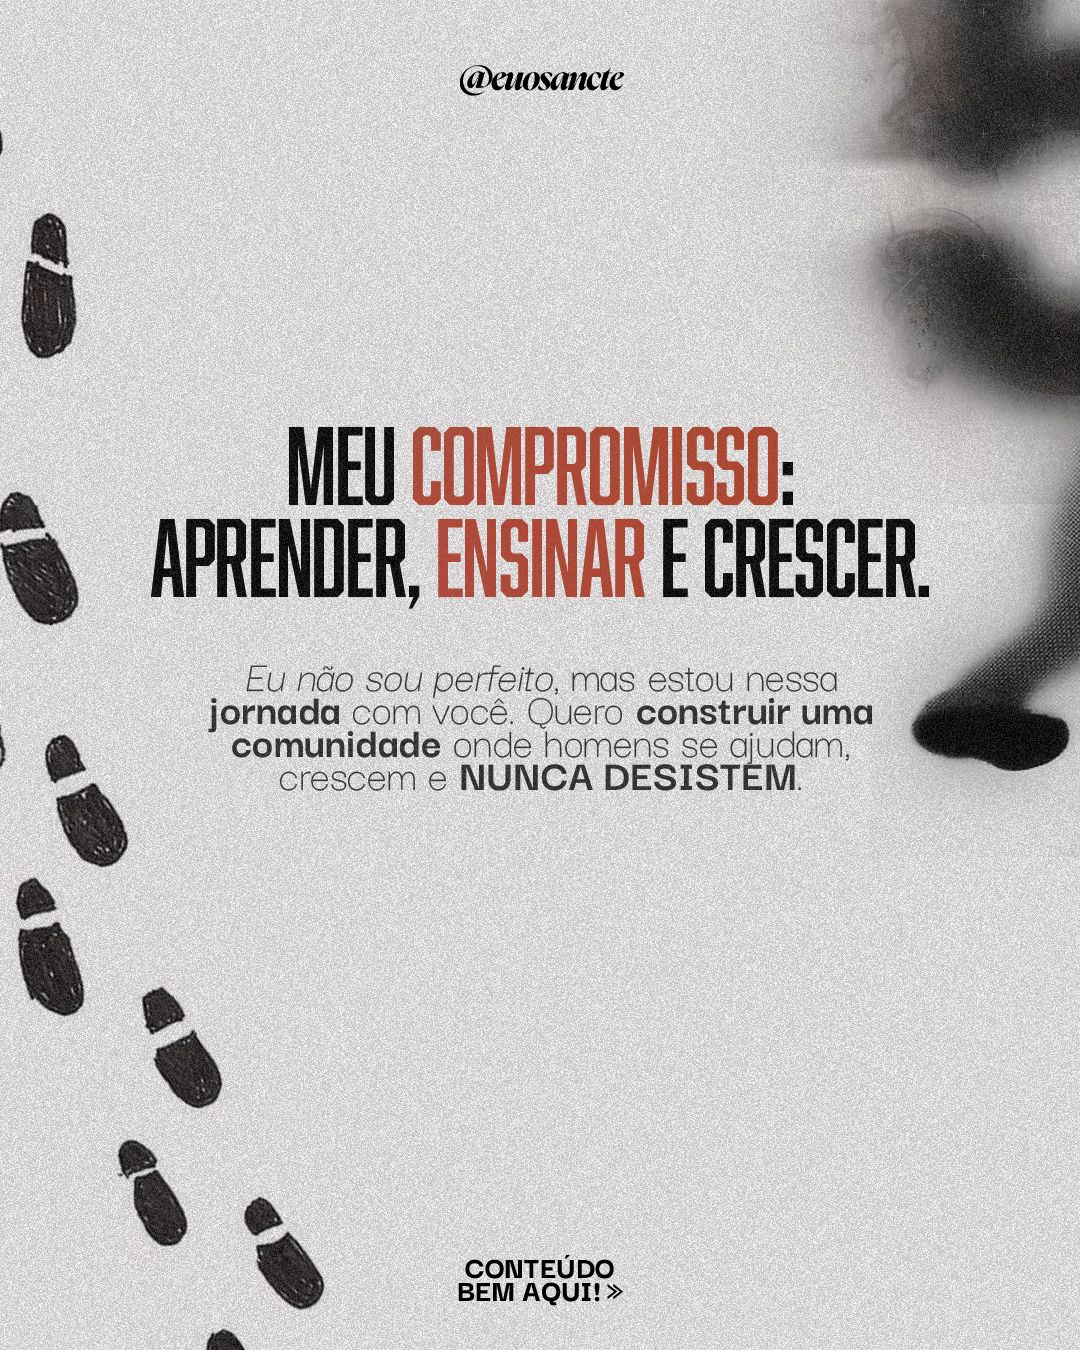 @euosancte
MEU COMPROMISSO:
APRENDER, ENSINAR E CRESCER.
Eu não sou perfeito, mas estou nessa
jornada com você. Quero construir uma
comunidade onde homens se ajudam,
crescem e NUNCA DESISTEM.
CONTEÚDO
BEM AQUI! »